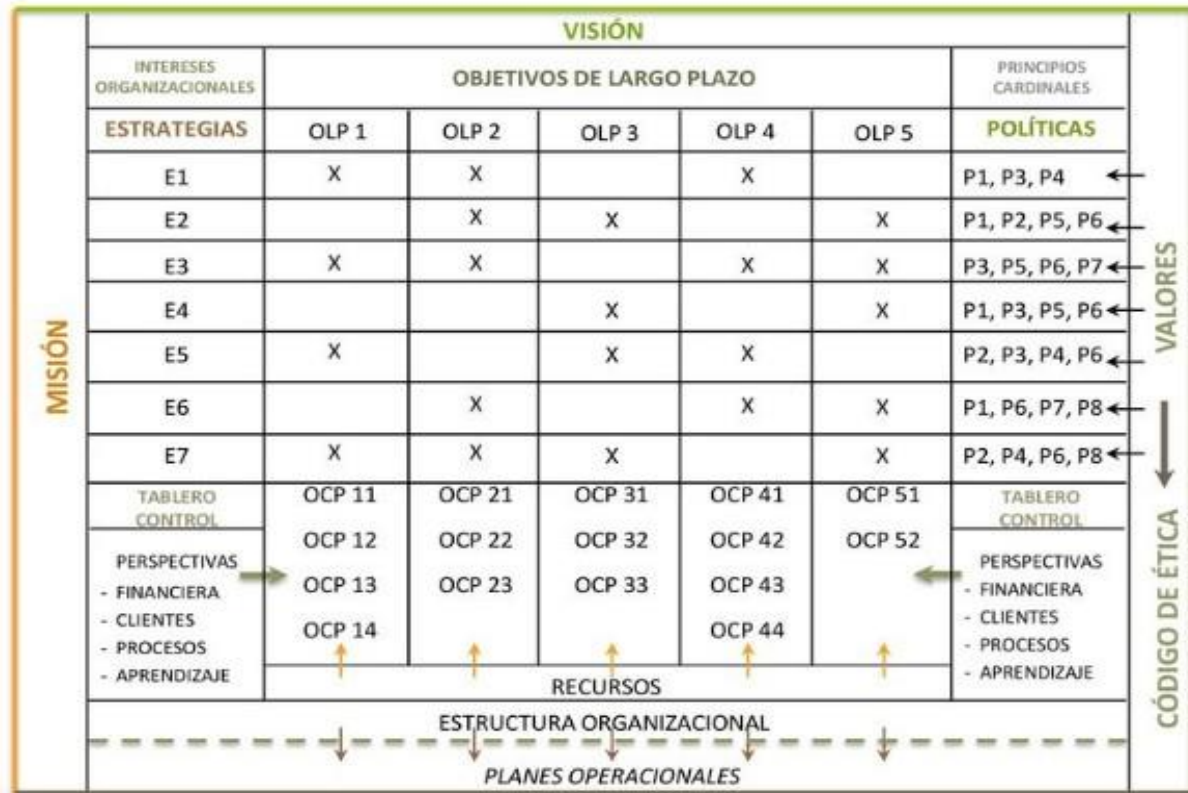 VISIÓN
INTERESES ORGANIZACIONALES
OBJETIVOS DE LARGO PLAZO
PRINCIPIOS CARDINALES
ESTRATEGIAS OLP 1 OLP 2 OLP 3 OLP 4 OLP 5 POLÍTICAS
E1 X X X P1, P3, P4
E2 X X X P1, P2, P5, P6
E3 X X X X P3, P5, P6, P7
E4 X X P1, P3, P5, P6
E5 X X X P2, P3, P4, P6
E6 X X X P1, P6, P7, P8
E7 X X X X P2, P4, P6, P8
TABLERO CONTROL
PERSPECTIVAS
- FINANCIERA
- CLIENTES
- PROCESOS
- APRENDIZAJE
OCP 11 OCP 21 OCP 31 OCP 41 OCP 51
OCP 12 OCP 22 OCP 32 OCP 42 OCP 52
OCP 13 OCP 23 OCP 33 OCP 43
OCP 14 OCP 44
TABLERO CONTROL
PERSPECTIVAS
- FINANCIERA
- CLIENTES
- PROCESOS
- APRENDIZAJE
RECURSOS
ESTRUCTURA ORGANIZACIONAL
PLANES OPERACIONALES
MISIÓN
VALORES
CÓDIGO DE ÉTICA